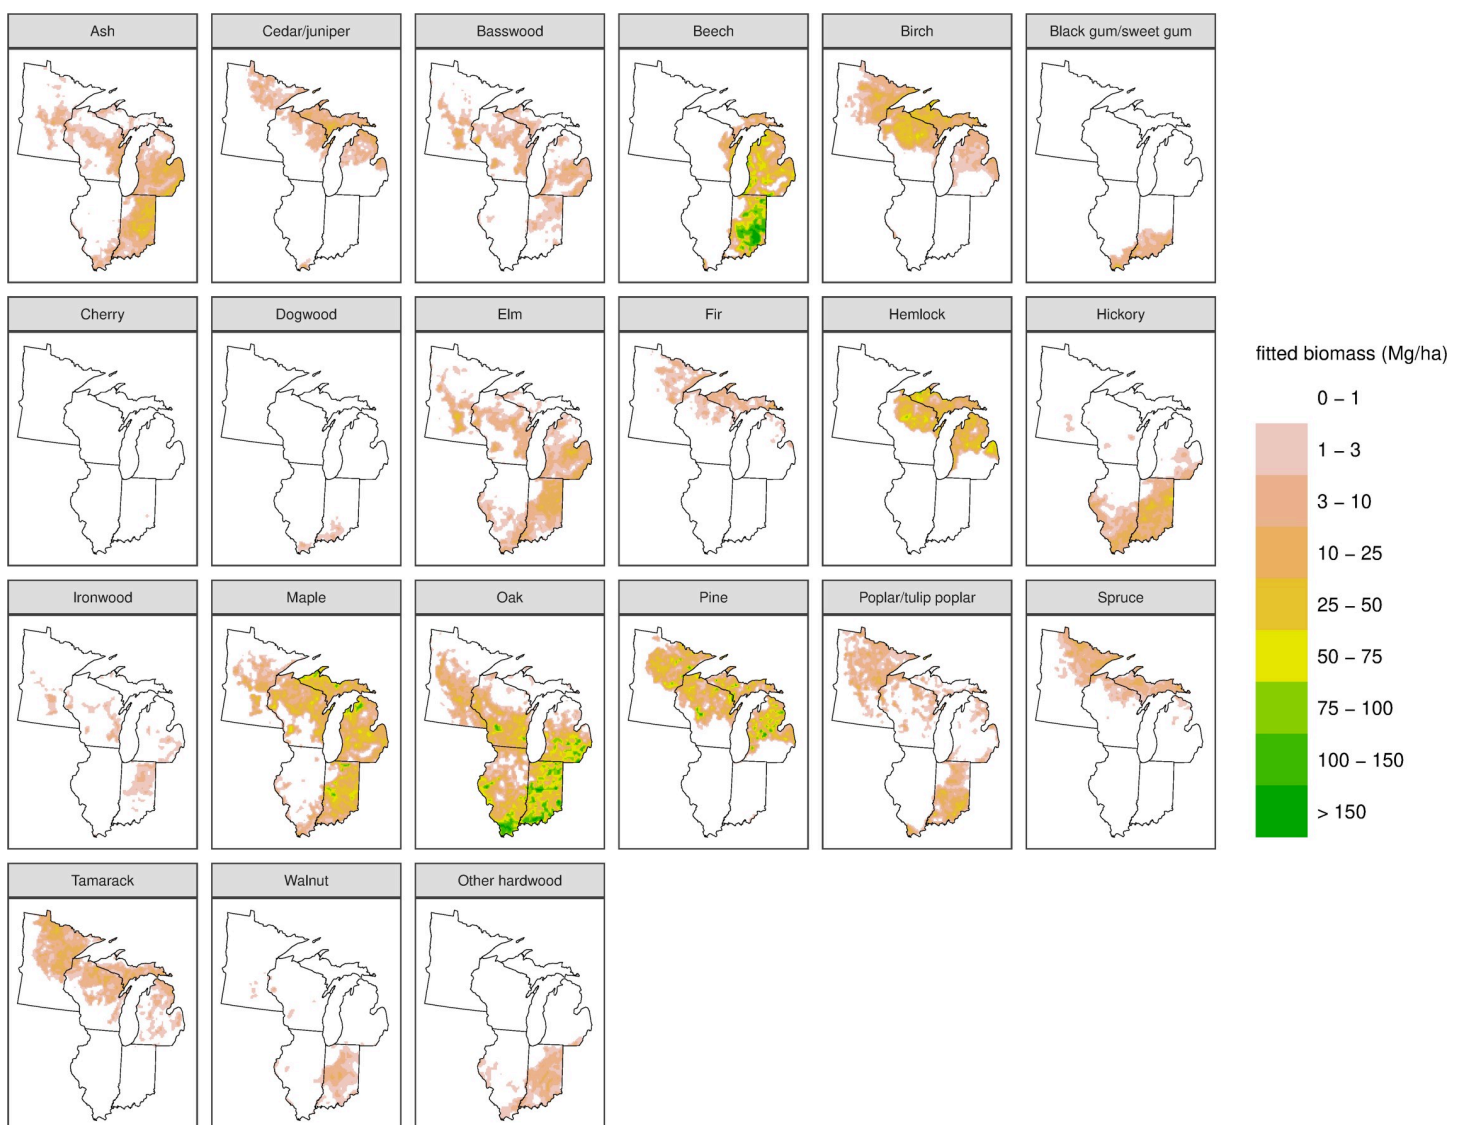 Ash
Cedar/juniper
Basswood
Beech
Birch
Black gum/sweet gum
Cherry
Dogwood
Elm
Fir
Hemlock
Hickory
Ironwood
Maple
Oak
Pine
Poplar/tulip poplar
Spruce
Tamarack
Walnut
Other hardwood
fitted biomass (Mg/ha)
0 − 1
1 − 3
3 − 10
10 − 25
25 − 50
50 − 75
75 − 100
100 − 150
> 150